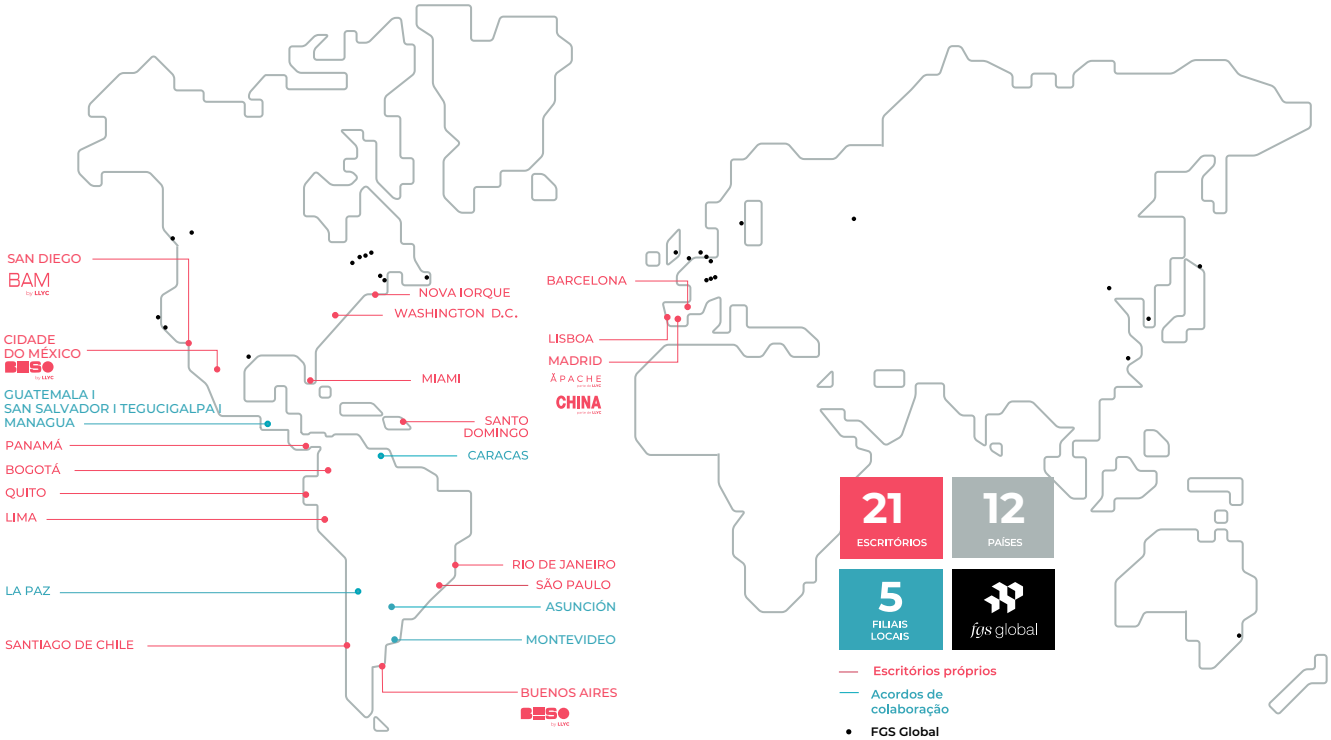 SAN DIEGO
BAM
by LLYC
CIDADE
DO MÉXICO
BESO
by LLYC
GUATEMALA I
SAN SALVADOR I TEGUCIGALPA I
MANAGUA
PANAMÁ
BOGOTÁ
QUITO
LIMA
LA PAZ
SANTIAGO DE CHILE
NOVA IORQUE
WASHINGTON D.C.
MIAMI
SANTO
DOMINGO
CARACAS
RIO DE JANEIRO
SÃO PAULO
ASUNCIÓN
MONTEVIDEO
BUENOS AIRES
BESO
by LLYC
BARCELONA
LISBOA
MADRID
APACHE
CHINA
21
ESCRITÓRIOS
12
PAÍSES
5
FILIAIS
LOCAIS
fgs global
Escritórios próprios
Acordos de
colaboração
FGS Global